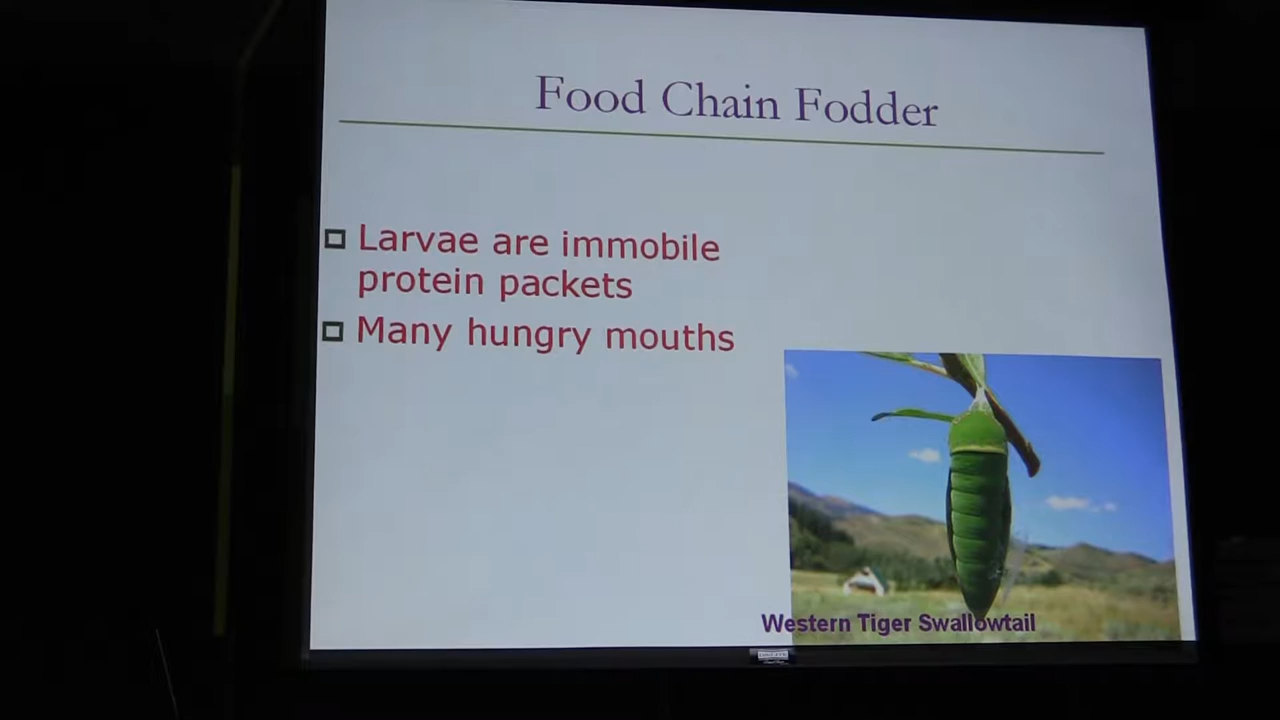 Food Chain Fodder
Larvae are immobile
protein packets
Many hungry mouths
Western Tiger Swallowtail